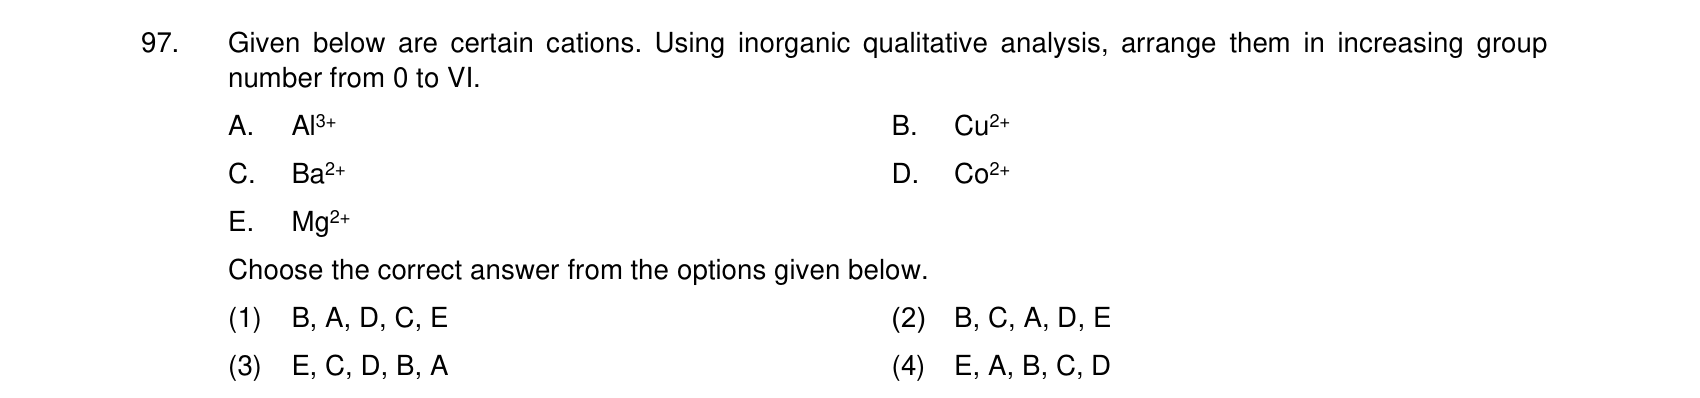 97. Given below are certain cations. Using inorganic qualitative analysis, arrange them in increasing group
number from 0 to VI.
A. Al³⁺ B. Cu²⁺
C. Ba²⁺ D. Co²⁺
E. Mg²⁺
Choose the correct answer from the options given below.
(1) B, A, D, C, E (2) B, C, A, D, E
(3) E, C, D, B, A (4) E, A, B, C, D